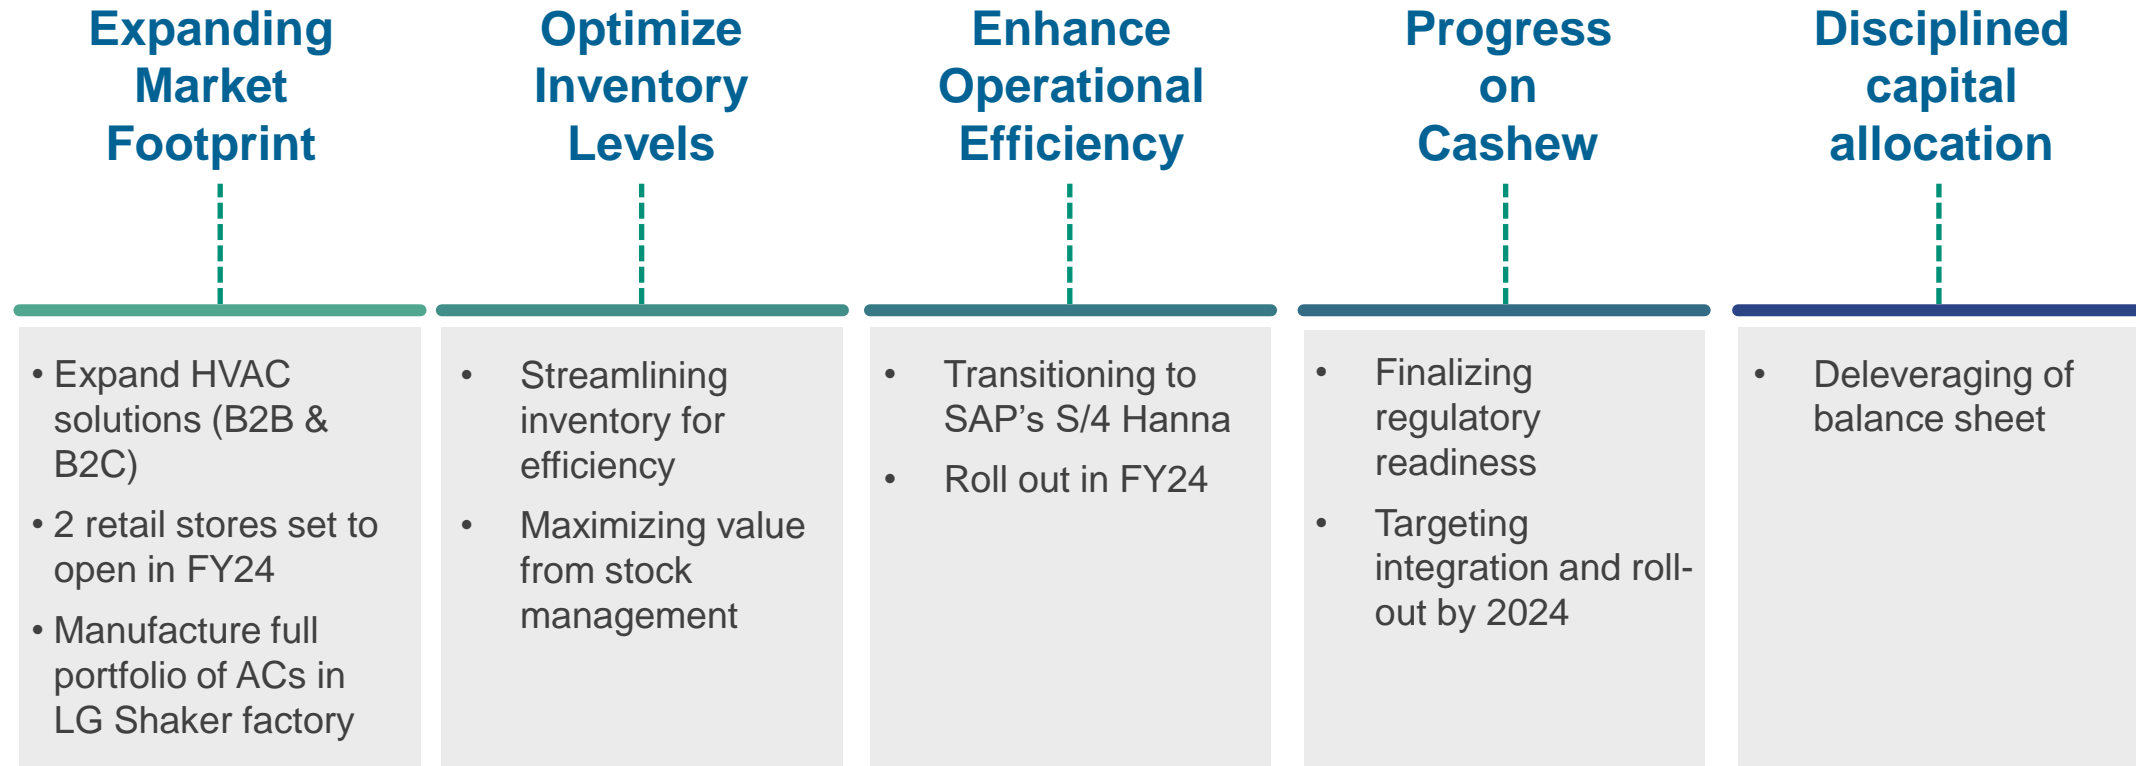 Expanding
Market
Footprint
• Expand HVAC
solutions (B2B &
B2C)
• 2 retail stores set to
open in FY24
• Manufacture full
portfolio of ACs in
LG Shaker factory
Optimize
Inventory
Levels
• Streamlining
inventory for
efficiency
• Maximizing value
from stock
management
Enhance
Operational
Efficiency
• Transitioning to
SAP’s S/4 Hanna
• Roll out in FY24
Progress
on
Cashew
• Finalizing
regulatory
readiness
• Targeting
integration and roll-
out by 2024
Disciplined
capital
allocation
• Deleveraging of
balance sheet